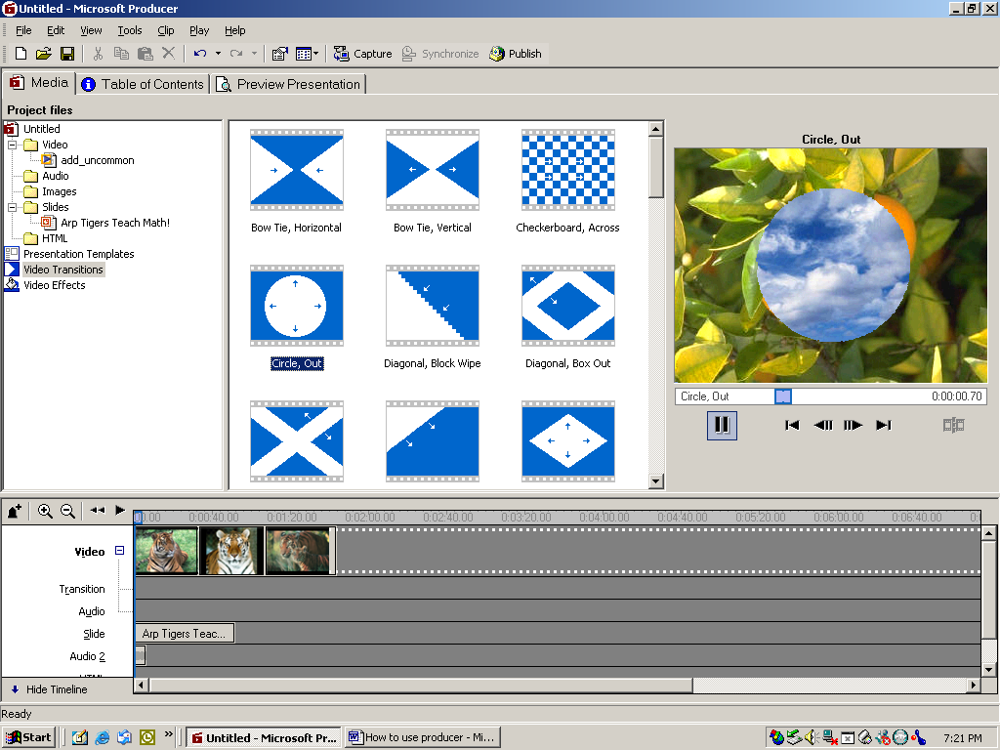 Untitled - Microsoft Producer
File Edit View Tools Clip Play Help
Capture Synchronize Publish
Media Table of Contents Preview Presentation
Project files
Untitled
Video
add_uncommon
Audio
Images
Slides
Arp Tigers Teach Math!
HTML
Presentation Templates
Video Transitions
Video Effects
Bow Tie, Horizontal Bow Tie, Vertical Checkerboard, Across
Circle, Out Diagonal, Block Wipe Diagonal, Box Out
Circle, Out
Circle, Out 0:00:00.70
0:00:40.00 0:01:20.00 0:02:00.00 0:02:40.00 0:03:20.00 0:04:00.00 0:04:40.00 0:05:20.00 0:06:00.00 0:06:40.00
Video
Transition
Audio
Slide Arp Tigers Teac...
Audio 2
Hide Timeline
Ready
Start » Untitled - Microsoft Pr... How to use producer - Mi... 7:21 PM